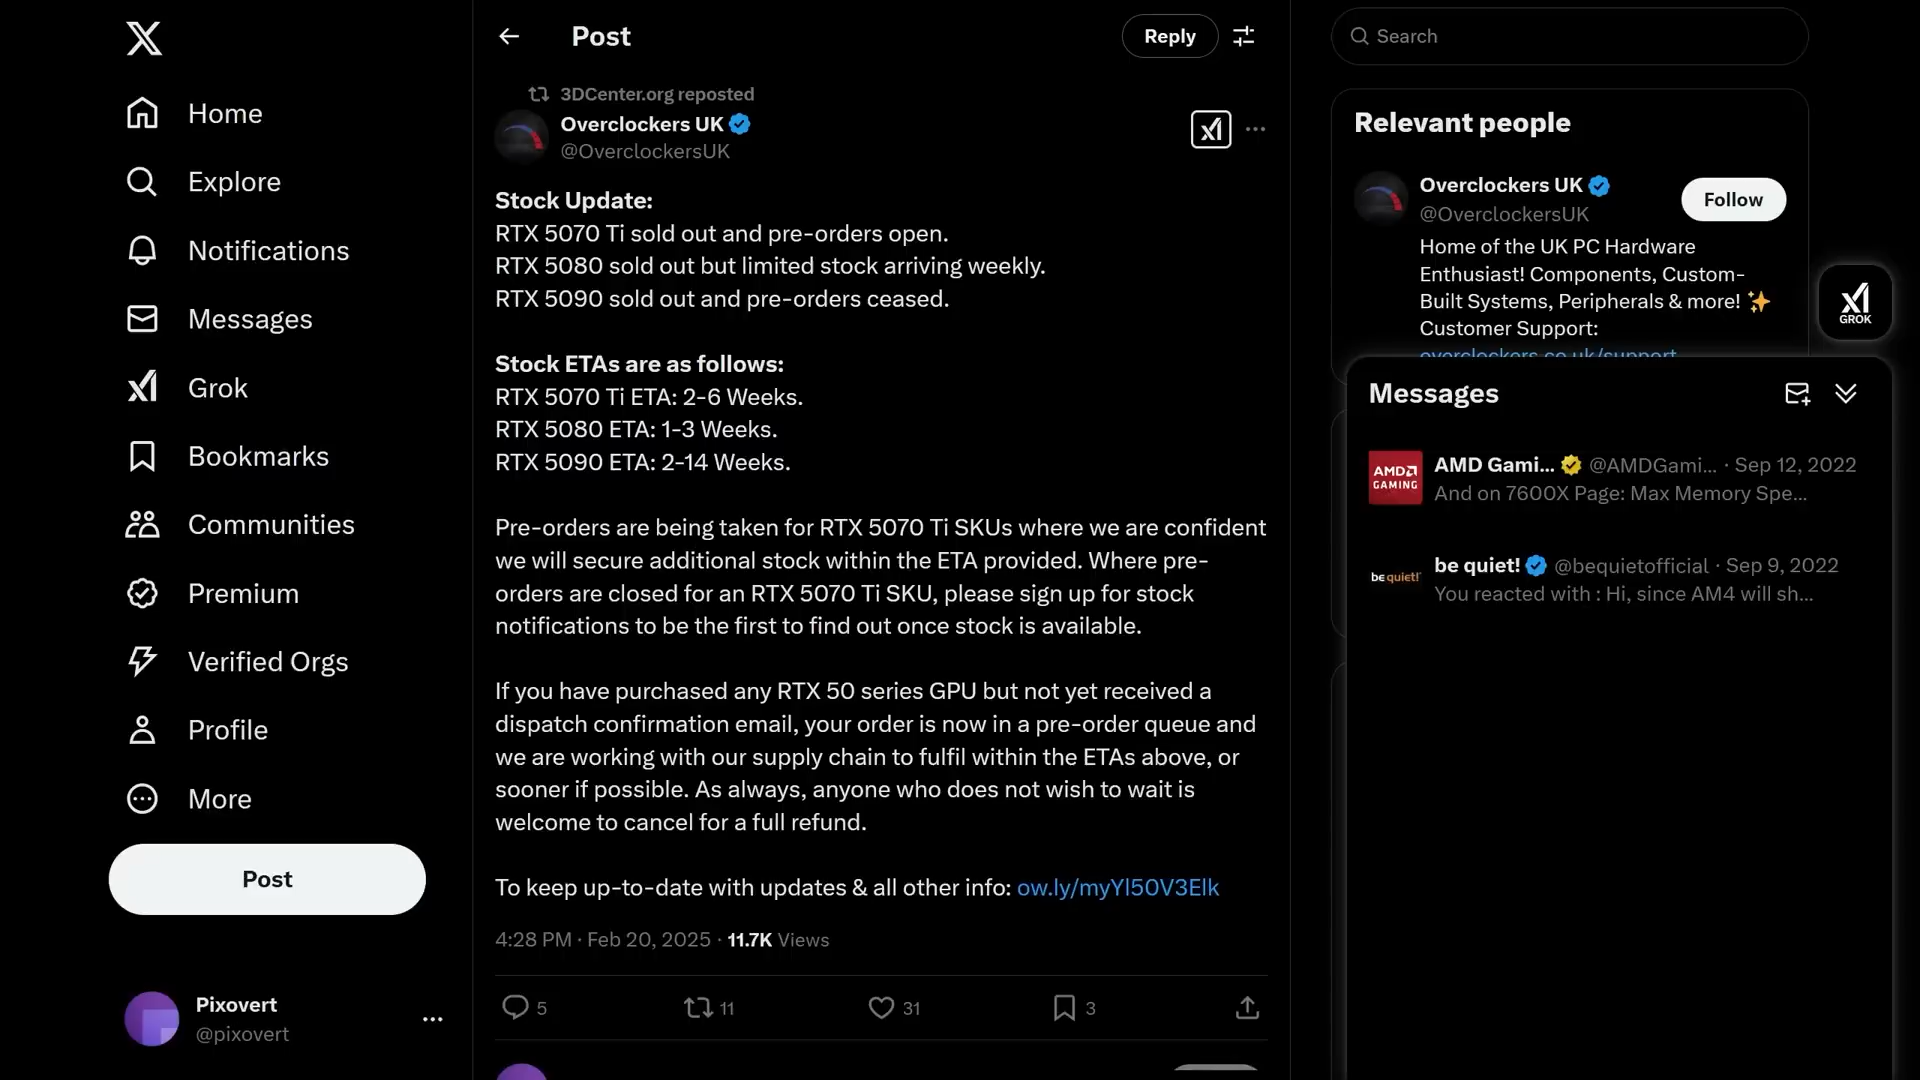 Home
Explore
Notifications
Messages
Grok
Bookmarks
Communities
Premium
Verified Orgs
Profile
More
Post
Pixovert
@pixovert
Post
Reply
3DCenter.org reposted
Overclockers UK
@OverclockersUK
Stock Update:
RTX 5070 Ti sold out and pre-orders open.
RTX 5080 sold out but limited stock arriving weekly.
RTX 5090 sold out and pre-orders ceased.
Stock ETAs are as follows:
RTX 5070 Ti ETA: 2-6 Weeks.
RTX 5080 ETA: 1-3 Weeks.
RTX 5090 ETA: 2-14 Weeks.
Pre-orders are being taken for RTX 5070 Ti SKUs where we are confident
we will secure additional stock within the ETA provided. Where pre-
orders are closed for an RTX 5070 Ti SKU, please sign up for stock
notifications to be the first to find out once stock is available.
If you have purchased any RTX 50 series GPU but not yet received a
dispatch confirmation email, your order is now in a pre-order queue and
we are working with our supply chain to fulfil within the ETAs above, or
sooner if possible. As always, anyone who does not wish to wait is
welcome to cancel for a full refund.
To keep up-to-date with updates & all other info: ow.ly/myYl50V3Elk
4:28 PM · Feb 20, 2025 · 11.7K Views
5 11 31 3
Search
Relevant people
Overclockers UK
@OverclockersUK
Follow
Home of the UK PC Hardware
Enthusiast! Components, Custom-
Built Systems, Peripherals & more! ✨
Customer Support:
overclockers.co.uk/support
GROK
Messages
AMD GAMING
AMD Gami... @AMDGami... · Sep 12, 2022
And on 7600X Page: Max Memory Spe...
be quiet!
be quiet! @bequietofficial · Sep 9, 2022
You reacted with : Hi, since AM4 will sh...